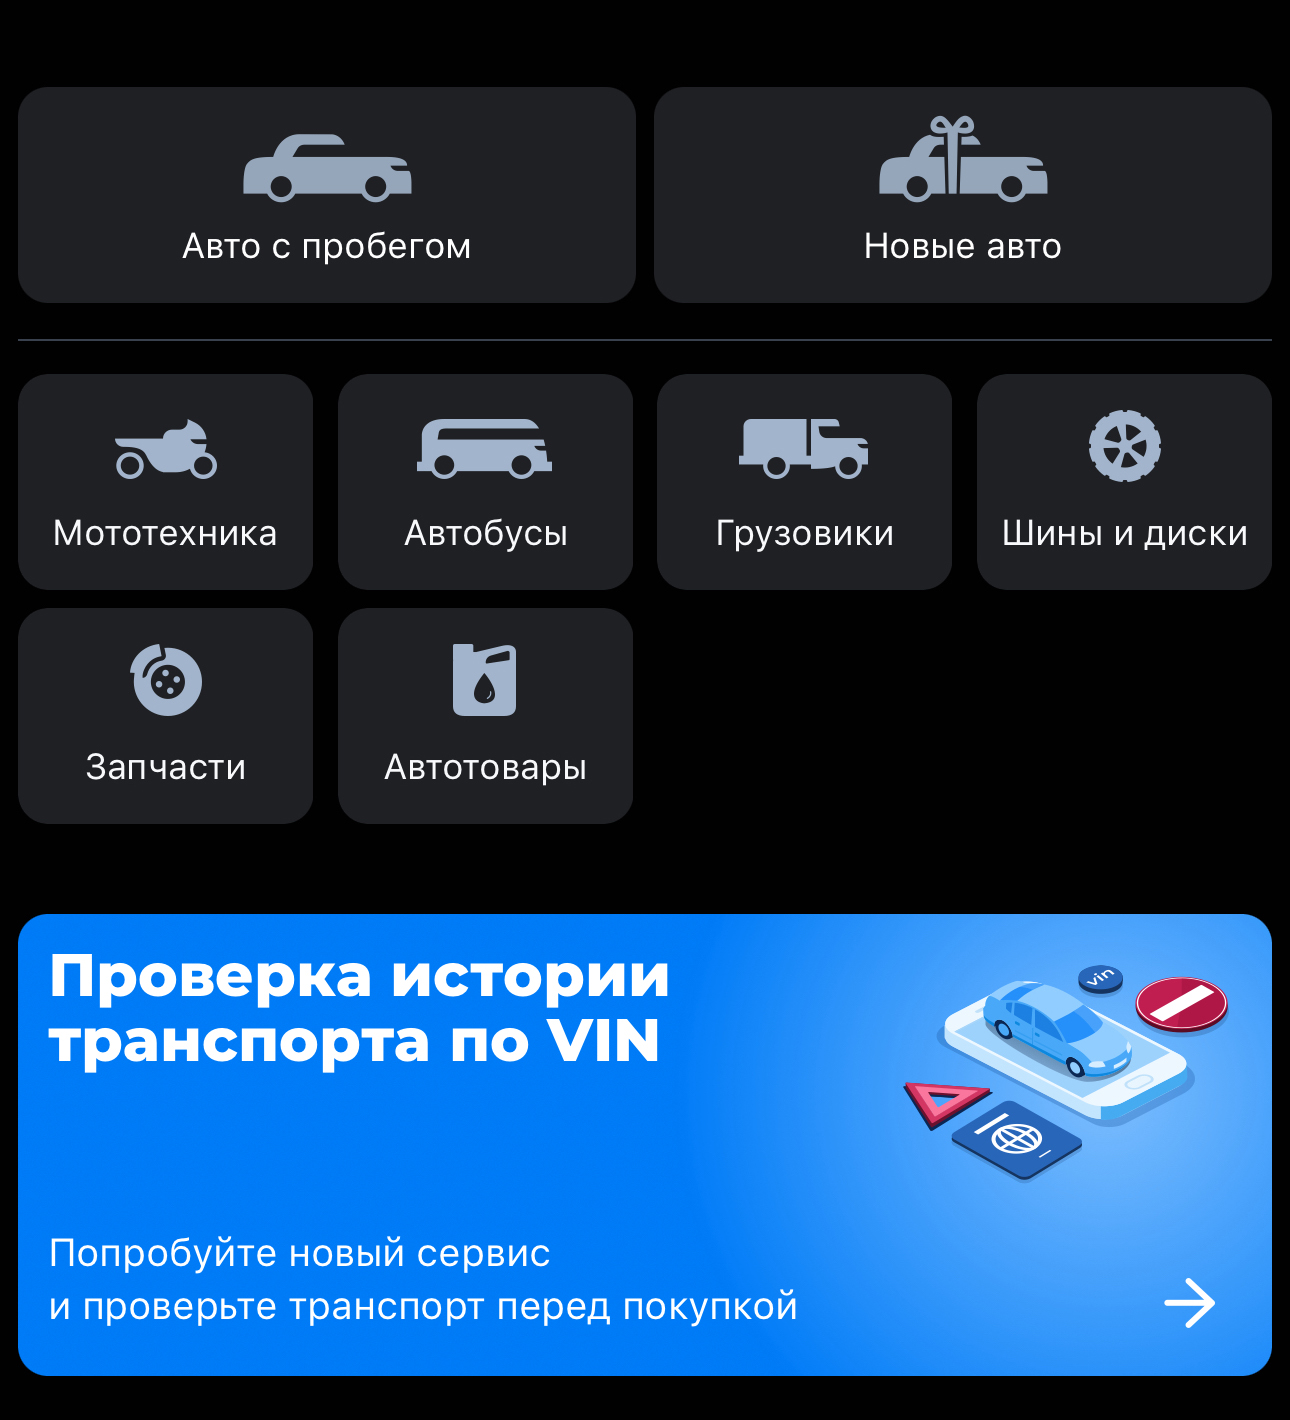 Авто с пробегом
Новые авто
Мототехника
Автобусы
Грузовики
Шины и диски
Запчасти
Автотовары
Проверка истории
транспорта по VIN
vin
Попробуйте новый сервис
и проверьте транспорт перед покупкой